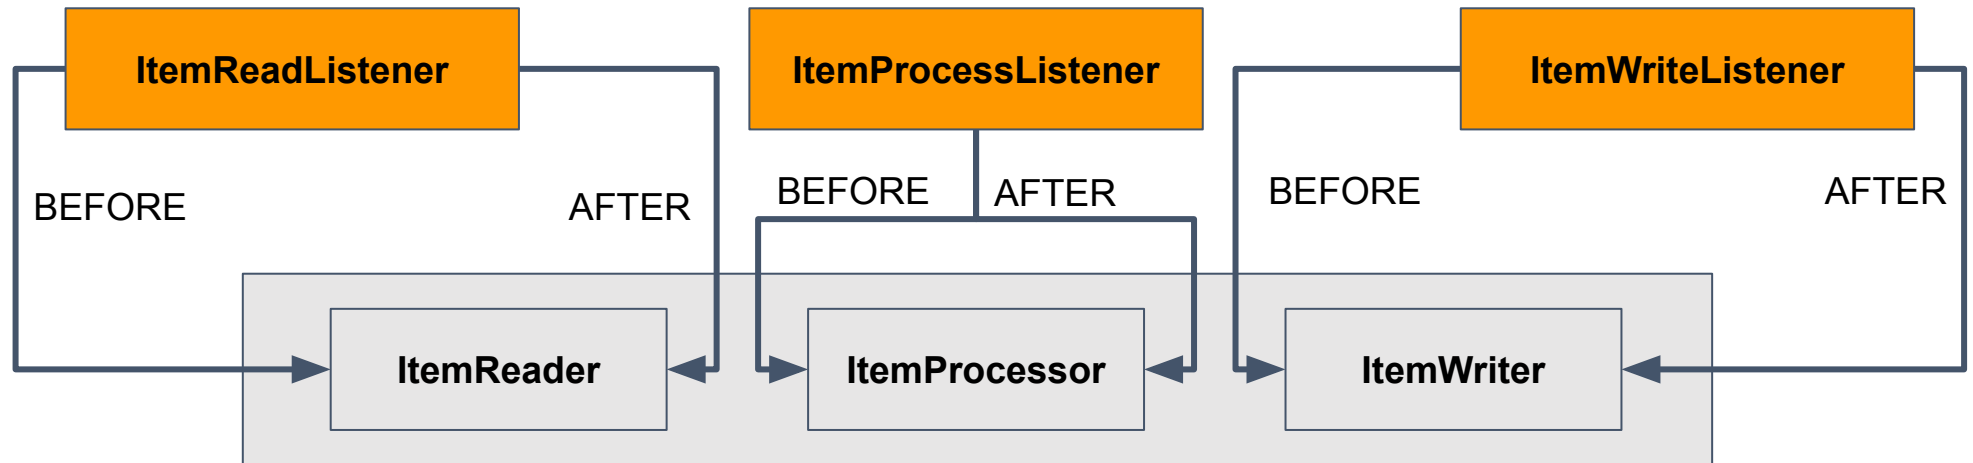 ItemReadListener
ItemProcessListener
ItemWriteListener
BEFORE
AFTER
BEFORE
AFTER
BEFORE
AFTER
ItemReader
ItemProcessor
ItemWriter